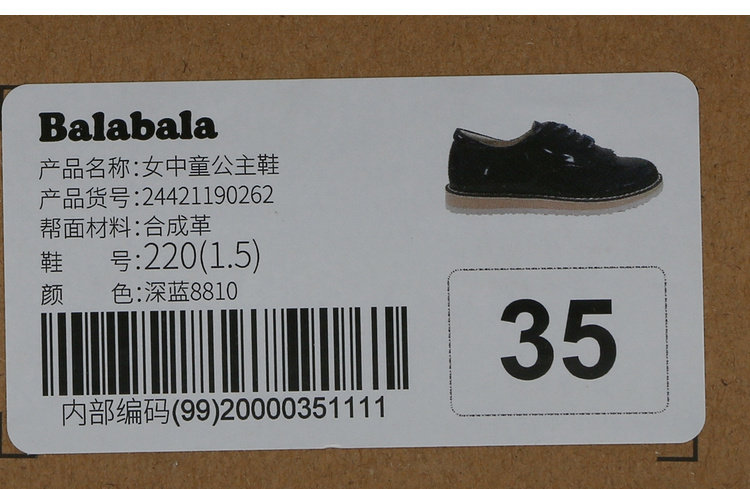 Balabala
产品名称:女中童公主鞋
产品货号:24421190262
帮面材料:合成革
鞋 号:220(1.5)
颜 色:深蓝8810
内部编码(99)20000351111
35